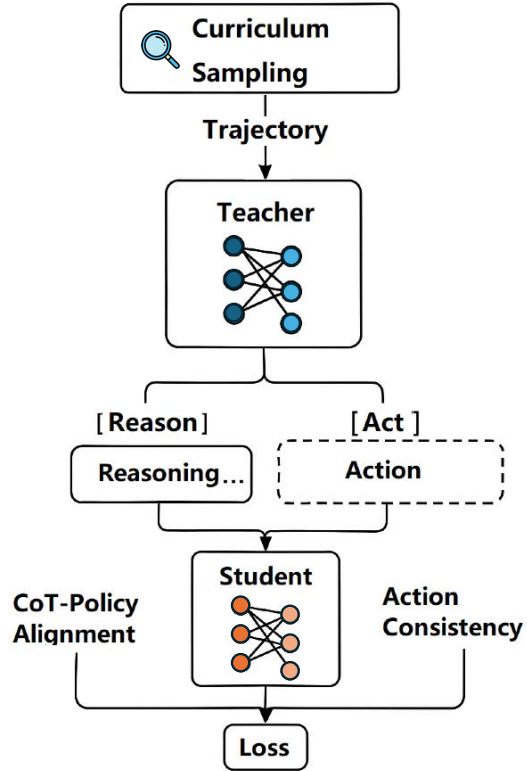 Curriculum
Sampling
Trajectory
Teacher
[Reason]
[Act]
Reasoning...
Action
Student
CoT-Policy
Alignment
Action
Consistency
Loss